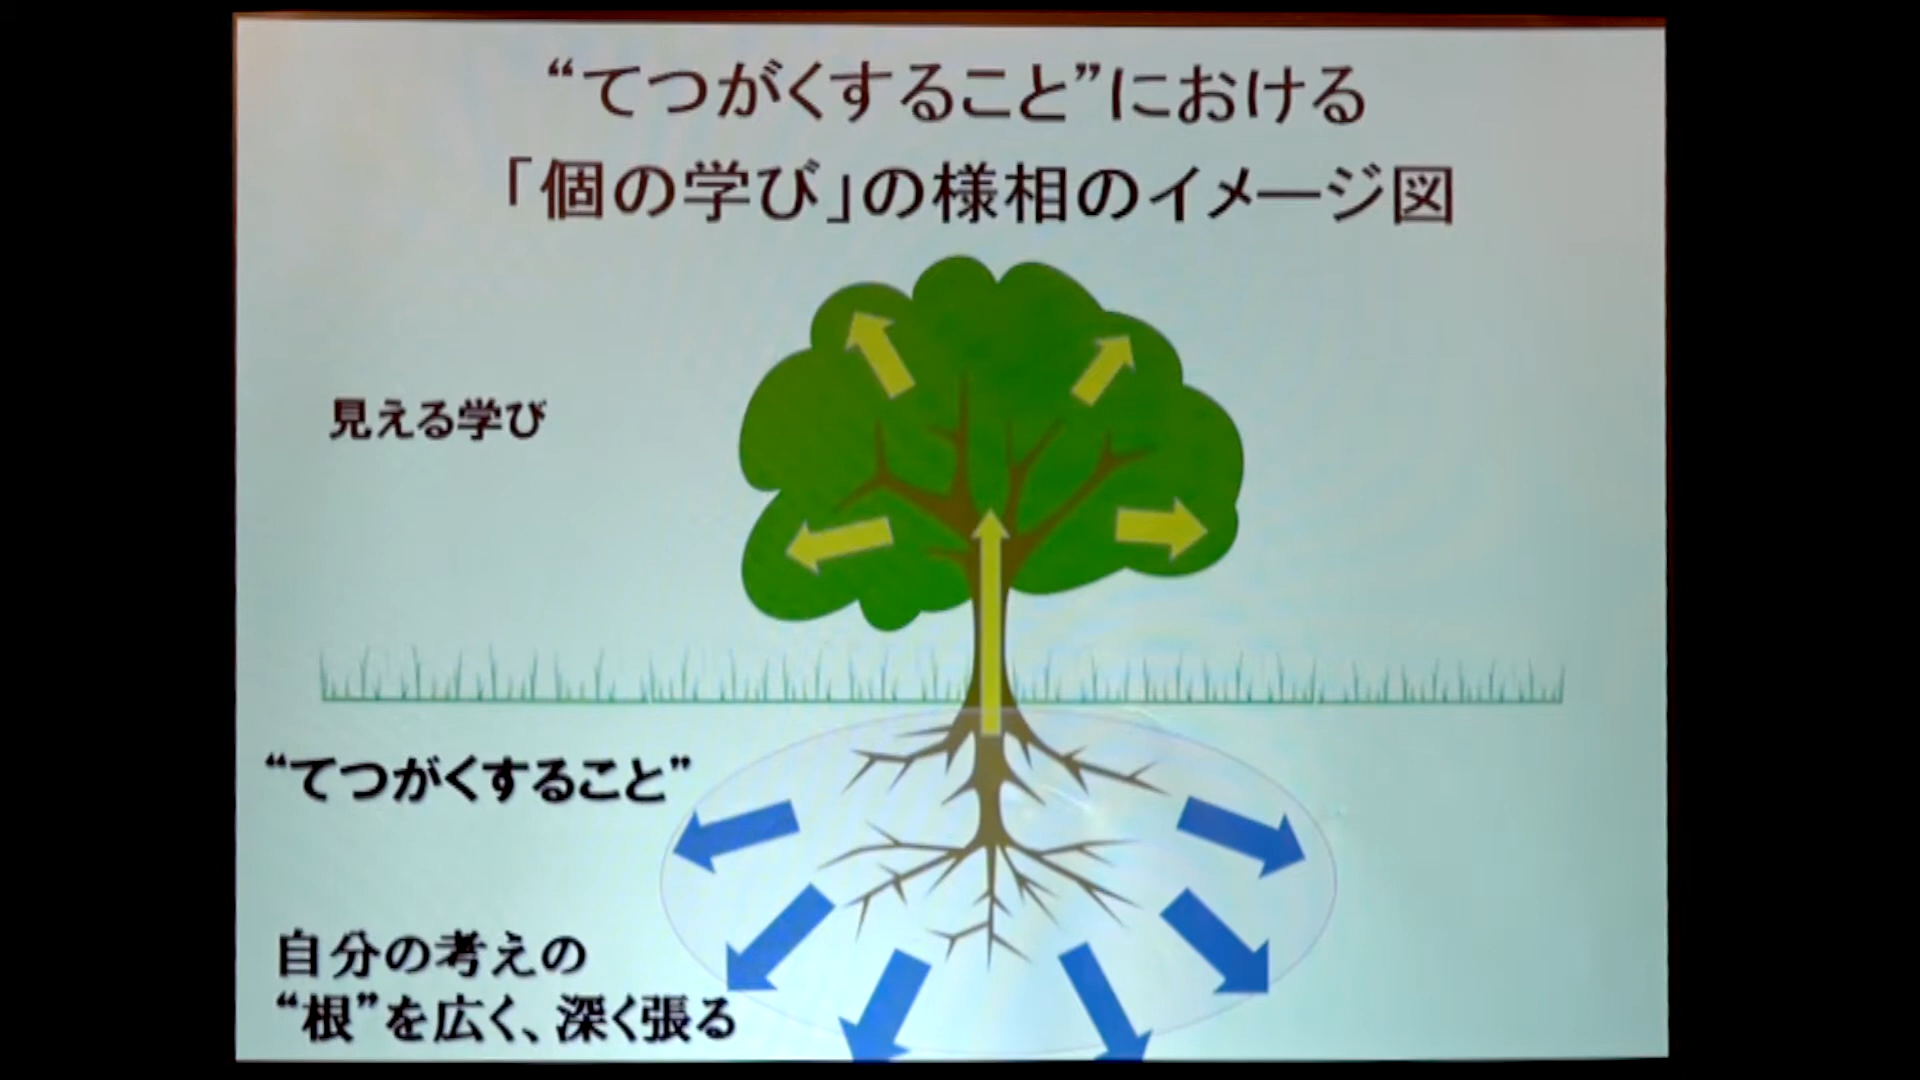 “てつがくすること”における
「個の学び」の様相のイメージ図
見える学び
“てつがくすること”
自分の考えの
“根”を広く、深く張る